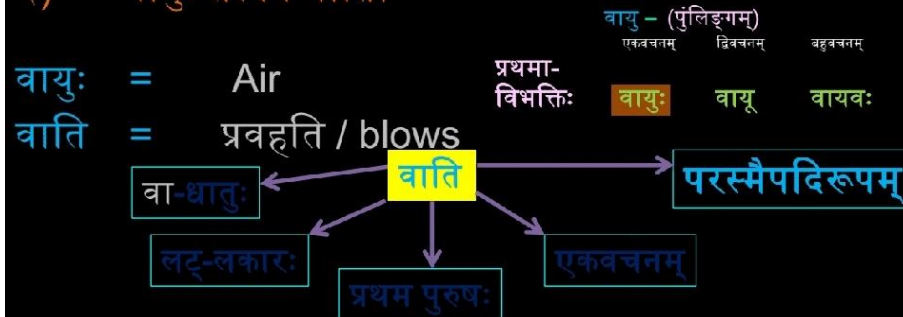 वायु – (पुंलिङ्गम्)
एकवचनम् द्विवचनम् बहुवचनम्
प्रथमा-
विभक्तिः वायुः वायू वायवः
वायुः = Air
वाति = प्रवहति / blows
वाति
वा-धातुः
परस्मैपदिरूपम्
लट्-लकारः
एकवचनम्
प्रथम पुरुषः